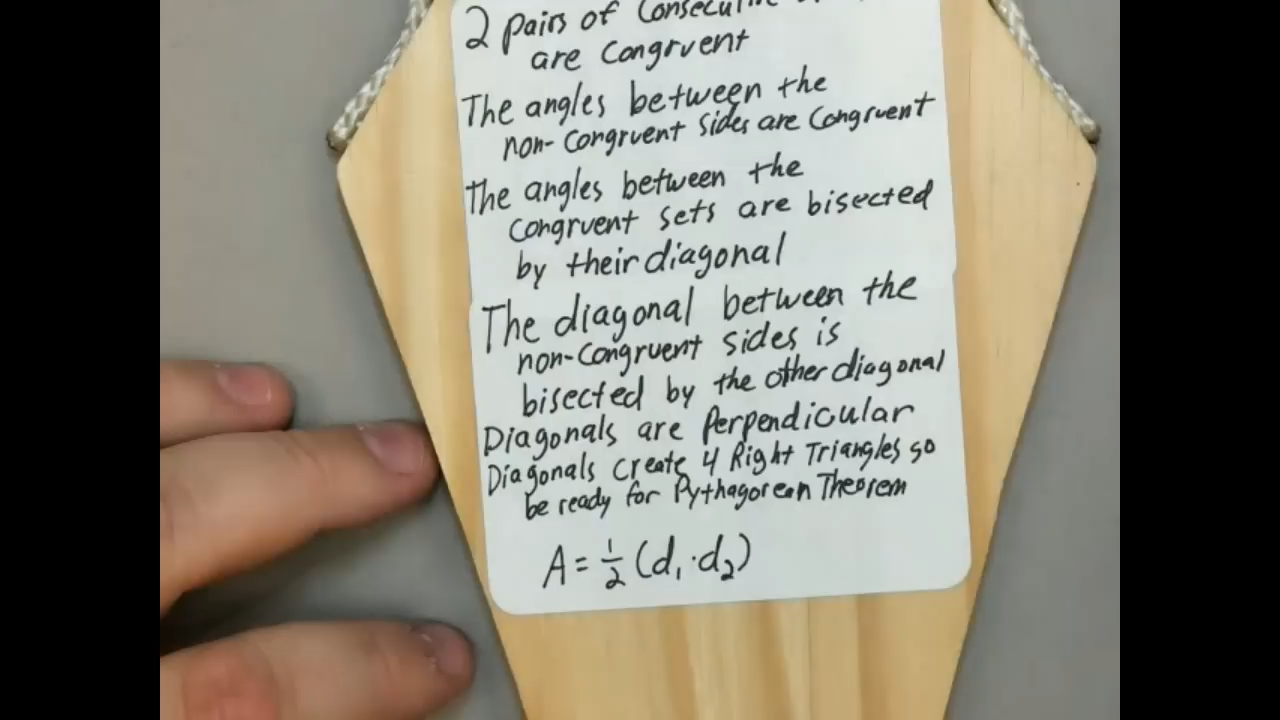 2 pairs of Consecutive
are Congruent
The angles between the
non-congruent sides are congruent
The angles between the
congruent sets are bisected
by their diagonal
The diagonal between the
non-congruent sides is
bisected by the other diagonal
Diagonals are Perpendicular
Diagonals Create 4 Right Triangles so
be ready for Pythagorean Theorem
A = 1/2 (d₁·d₂)